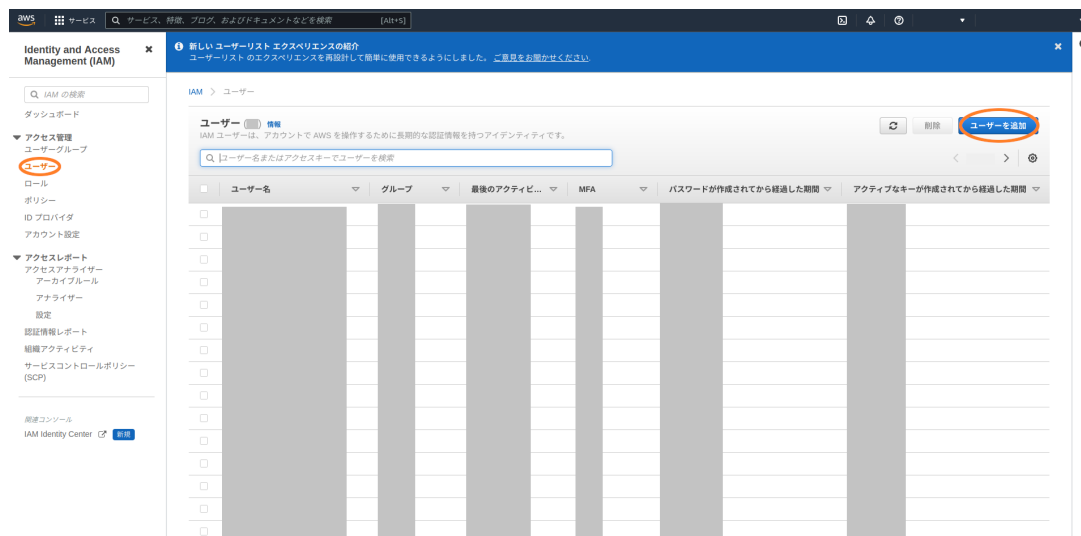 aws
サービス
サービス、特徴、ブログ、およびドキュメントなどを検索
[Alt+S]
Identity and Access Management (IAM)
IAM の検索
ダッシュボード
アクセス管理
ユーザーグループ
ユーザー
ロール
ポリシー
ID プロバイダ
アカウント設定
アクセスレポート
アクセスアナライザー
アーカイブルール
アナライザー
設定
認証情報レポート
組織アクティビティ
サービスコントロールポリシー (SCP)
関連コンソール
IAM Identity Center
新規
新しい ユーザーリスト エクスペリエンスの紹介
ユーザーリスト のエクスペリエンスを再設計して簡単に使用できるようにしました。 ご意見をお聞かせください.
IAM > ユーザー
ユーザー ( ) 情報
IAM ユーザーは、アカウントで AWS を操作するために長期的な認証情報を持つアイデンティティです。
削除
ユーザーを追加
ユーザー名またはアクセスキーでユーザーを検索
ユーザー名
グループ
最後のアクティビ...
MFA
パスワードが作成されてから経過した期間
アクティブなキーが作成されてから経過した期間